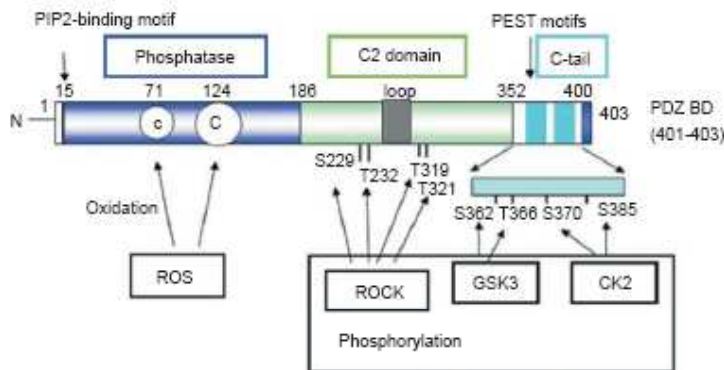 PIP2-binding motif
PEST motifs
Phosphatase
C2 domain
C-tail
15 71 124 186 loop 352 400
1
N
c C
403
PDZ BD
(401-403)
S229
T232
T319
T321
S362 T366 S370 S385
Oxidation
ROS
ROCK
GSK3
CK2
Phosphorylation